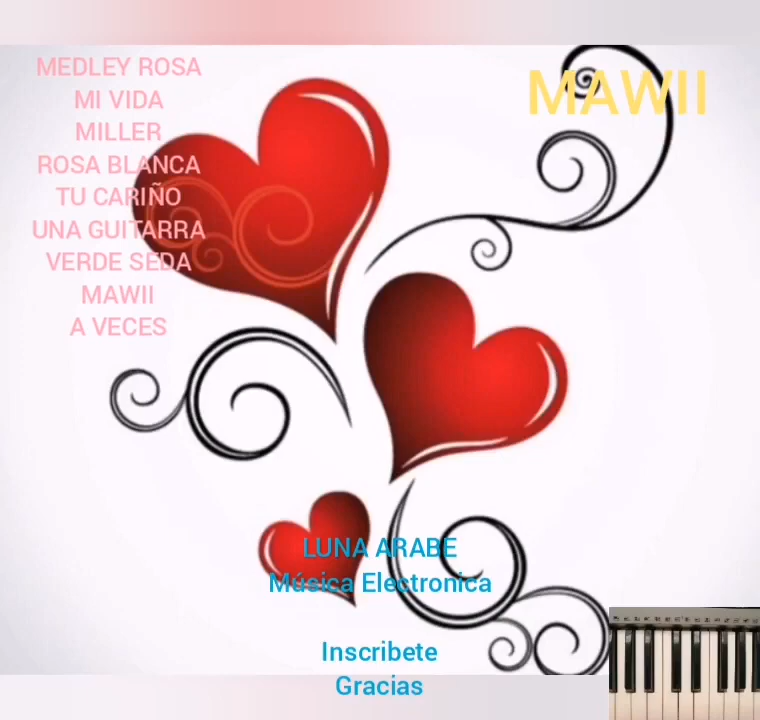 MEDLEY ROSA
MI VIDA
MILLER
ROSA BLANCA
TU CARIÑO
UNA GUITARRA
VERDE SEDA
MAWII
A VECES
MAWII
LUNA ARABE
Música Electronica
Inscribete
Gracias